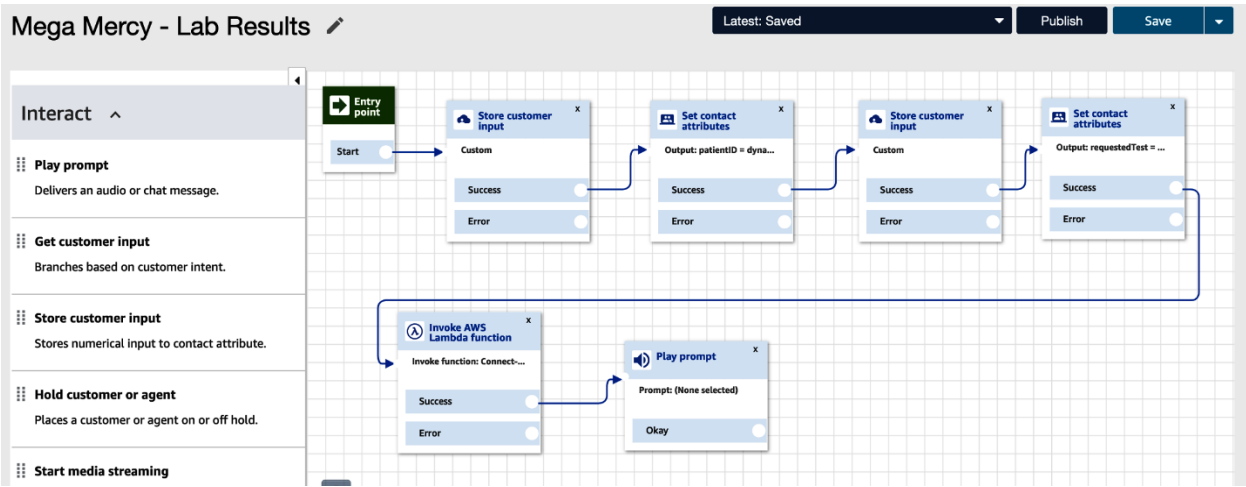 Mega Mercy - Lab Results
Latest: Saved
Publish
Save
Interact
Play prompt
Delivers an audio or chat message.
Get customer input
Branches based on customer intent.
Store customer input
Stores numerical input to contact attribute.
Hold customer or agent
Places a customer or agent on or off hold.
Start media streaming
Entry
point
Start
x
Store customer
input
Custom
Success
Error
x
Set contact
attributes
Output: patientID = dyna...
Success
Error
x
Store customer
input
Custom
Success
Error
x
Set contact
attributes
Output: requestedTest = ...
Success
Error
x
Invoke AWS
Lambda function
Invoke function: Connect-...
Success
Error
x
Play prompt
Prompt: (None selected)
Okay